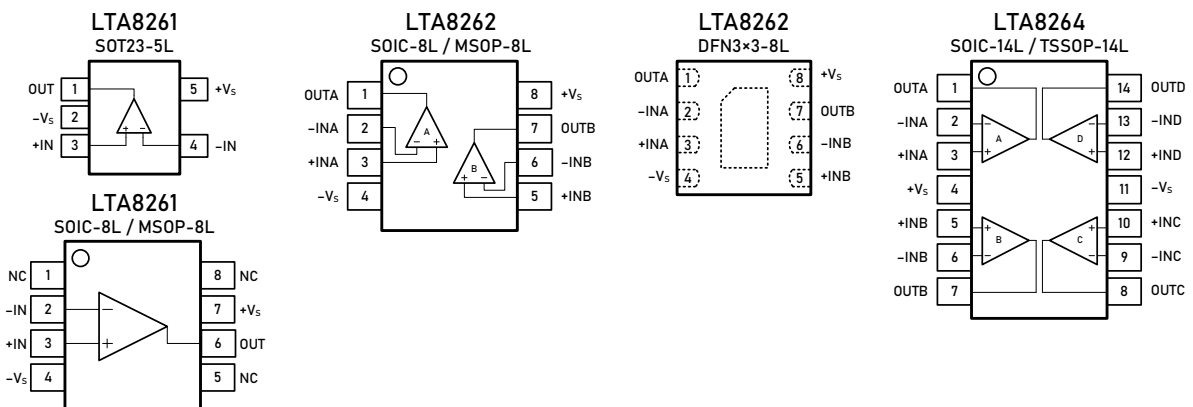 LTA8261
SOT23-5L
OUT 1
5 +Vs
–Vs 2
+IN 3
4 –IN
+ –
LTA8261
SOIC-8L / MSOP-8L
NC 1
8 NC
–IN 2
7 +Vs
+IN 3
6 OUT
–Vs 4
5 NC
–
+
LTA8262
SOIC-8L / MSOP-8L
OUTA 1
8 +Vs
–INA 2
7 OUTB
+INA 3
6 –INB
–Vs 4
5 +INB
A
– +
B
+ –
LTA8262
DFN3×3-8L
OUTA 1
8 +Vs
–INA 2
7 OUTB
+INA 3
6 –INB
–Vs 4
5 +INB
LTA8264
SOIC-14L / TSSOP-14L
OUTA 1
14 OUTD
–INA 2
13 –IND
+INA 3
12 +IND
+Vs 4
11 –Vs
+INB 5
10 +INC
–INB 6
9 –INC
OUTB 7
8 OUTC
– –
A D
+ +
+ +
B C
– –